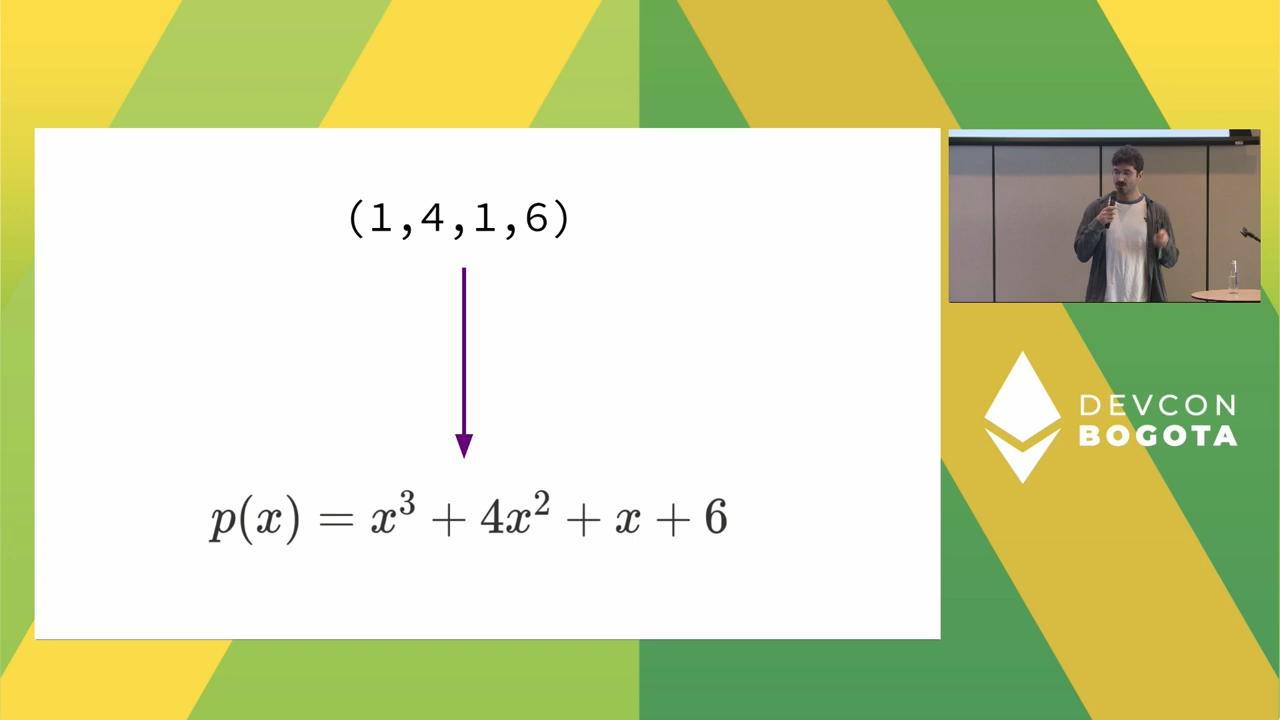 (1,4,1,6)
p(x) = x³ + 4x² + x + 6
DEVCON
BOGOTA